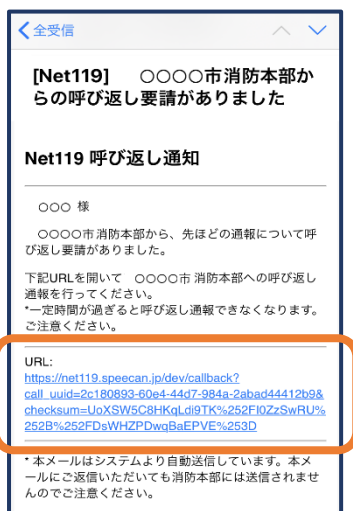 全受信
[Net119]　○○○○市消防本部か
らの呼び返し要請がありました
Net119 呼び返し通知
○○○ 様
○○○○市消防本部から、先ほどの通報について呼
び返し要請がありました。
下記URLを開いて　○○○○市 消防本部への呼び返し
通報を行ってください。
*一定時間が過ぎると呼び返し通報できなくなります。
ご注意ください。
URL:
https://net119.speecan.jp/dev/callback?
call_uuid=2c180893-60e4-44d7-984a-2abad44412b9&
checksum=UoXSW5C8HKqLdi9TK%252FI0ZzSwRU%
252B%252FDsWHZPDwqBaEPVE%253D
* 本メールはシステムより自動送信しています。本メ
ールにご返信いただいても消防本部には送信されませ
んのでご注意ください。